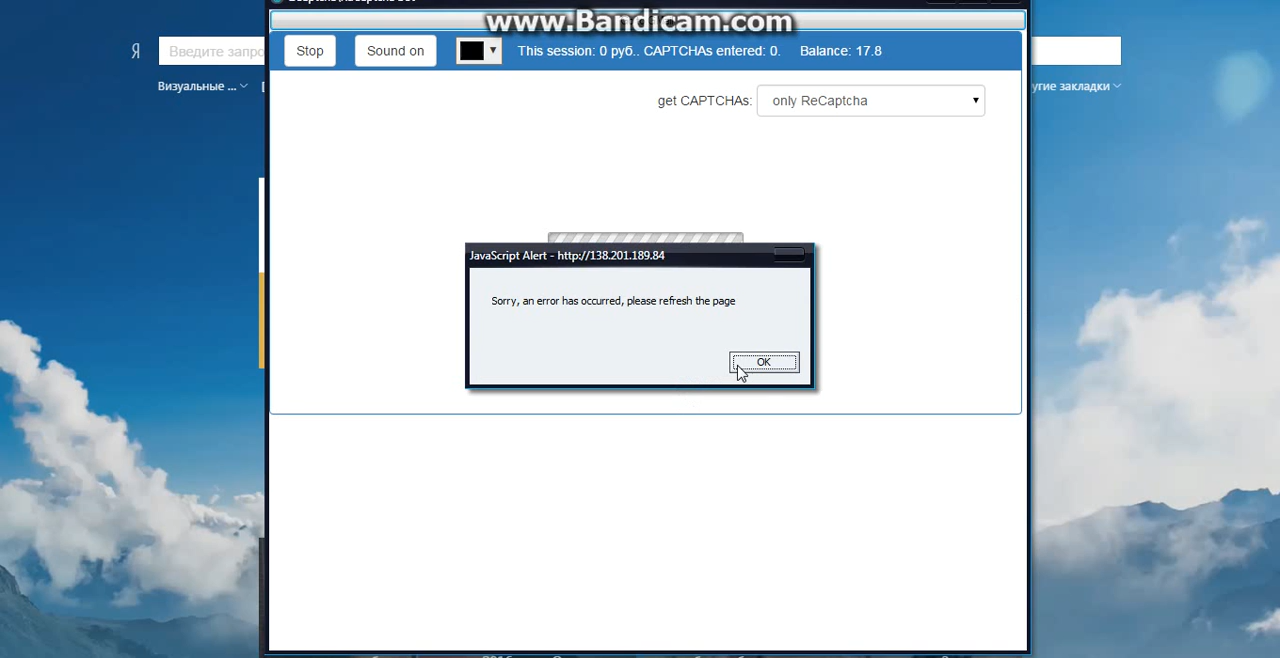 www.Bandicam.com
Я Введите запро
Stop Sound on This session: 0 руб.. CAPTCHAs entered: 0. Balance: 17.8
Визуальные ... угие закладки
get CAPTCHAs: only ReCaptcha
JavaScript Alert - http://138.201.189.84
Sorry, an error has occurred, please refresh the page
OK